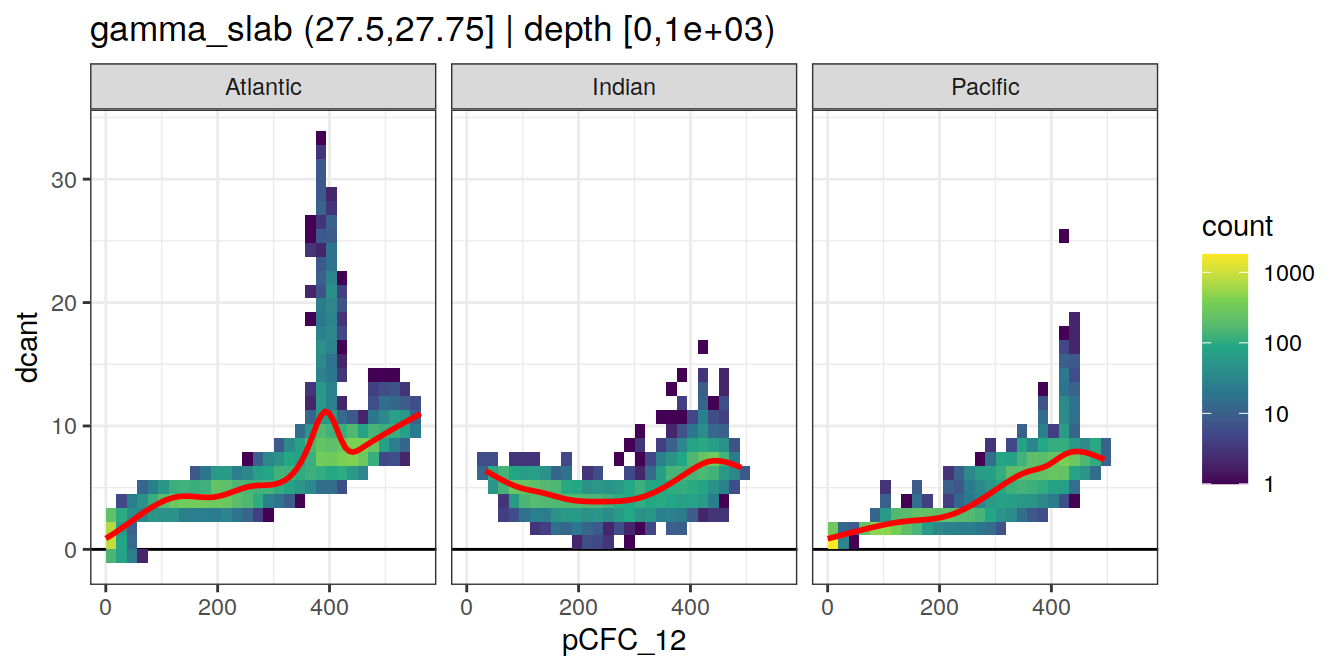 gamma_slab (27.5,27.75] | depth [0,1e+03)
Atlantic Indian Pacific
dcant
30
20
10
0
0 200 400 0 200 400 0 200 400
pCFC_12
count
1000
100
10
1